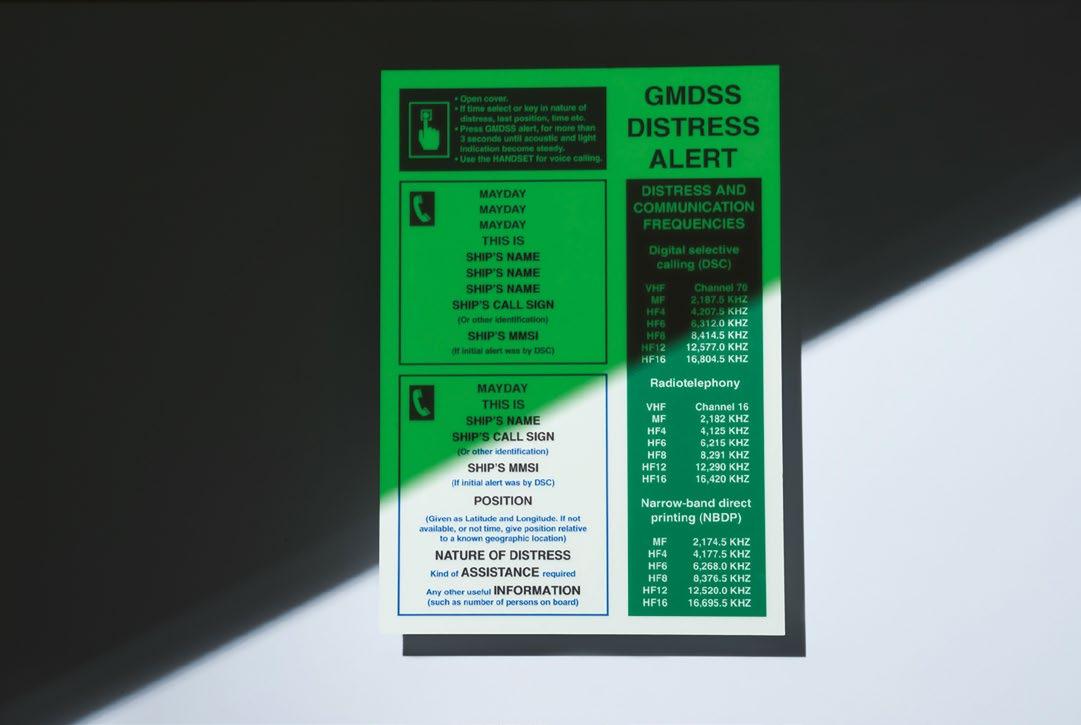 • Open cover.
• If time select or key in nature of
distress, last position, time etc.
• Press GMDSS alert, for more than
3 seconds until acoustic and light
indication become steady.
• Use the HANDSET for voice calling.
MAYDAY
MAYDAY
MAYDAY
THIS IS
SHIP'S NAME
SHIP'S NAME
SHIP'S NAME
SHIP'S CALL SIGN
(Or other identification)
SHIP'S MMSI
(If initial alert was by DSC)
MAYDAY
THIS IS
SHIP'S NAME
SHIP'S CALL SIGN
(Or other identification)
SHIP'S MMSI
(If initial alert was by DSC)
POSITION
(Given as Latitude and Longitude. If not
available, or not time, give position relative
to a known geographic location)
NATURE OF DISTRESS
Kind of ASSISTANCE required
Any other useful INFORMATION
(such as number of persons on board)
GMDSS
DISTRESS
ALERT
DISTRESS AND
COMMUNICATION
FREQUENCIES
Digital selective
calling (DSC)
VHF Channel 70
MF 2,187.5 KHZ
HF4 4,207.5 KHZ
HF6 6,312.0 KHZ
HF8 8,414.5 KHZ
HF12 12,577.0 KHZ
HF16 16,804.5 KHZ
Radiotelephony
VHF Channel 16
MF 2,182 KHZ
HF4 4,125 KHZ
HF6 6,215 KHZ
HF8 8,291 KHZ
HF12 12,290 KHZ
HF16 16,420 KHZ
Narrow-band direct
printing (NBDP)
MF 2,174.5 KHZ
HF4 4,177.5 KHZ
HF6 6,268.0 KHZ
HF8 8,376.5 KHZ
HF12 12,520.0 KHZ
HF16 16,695.5 KHZ